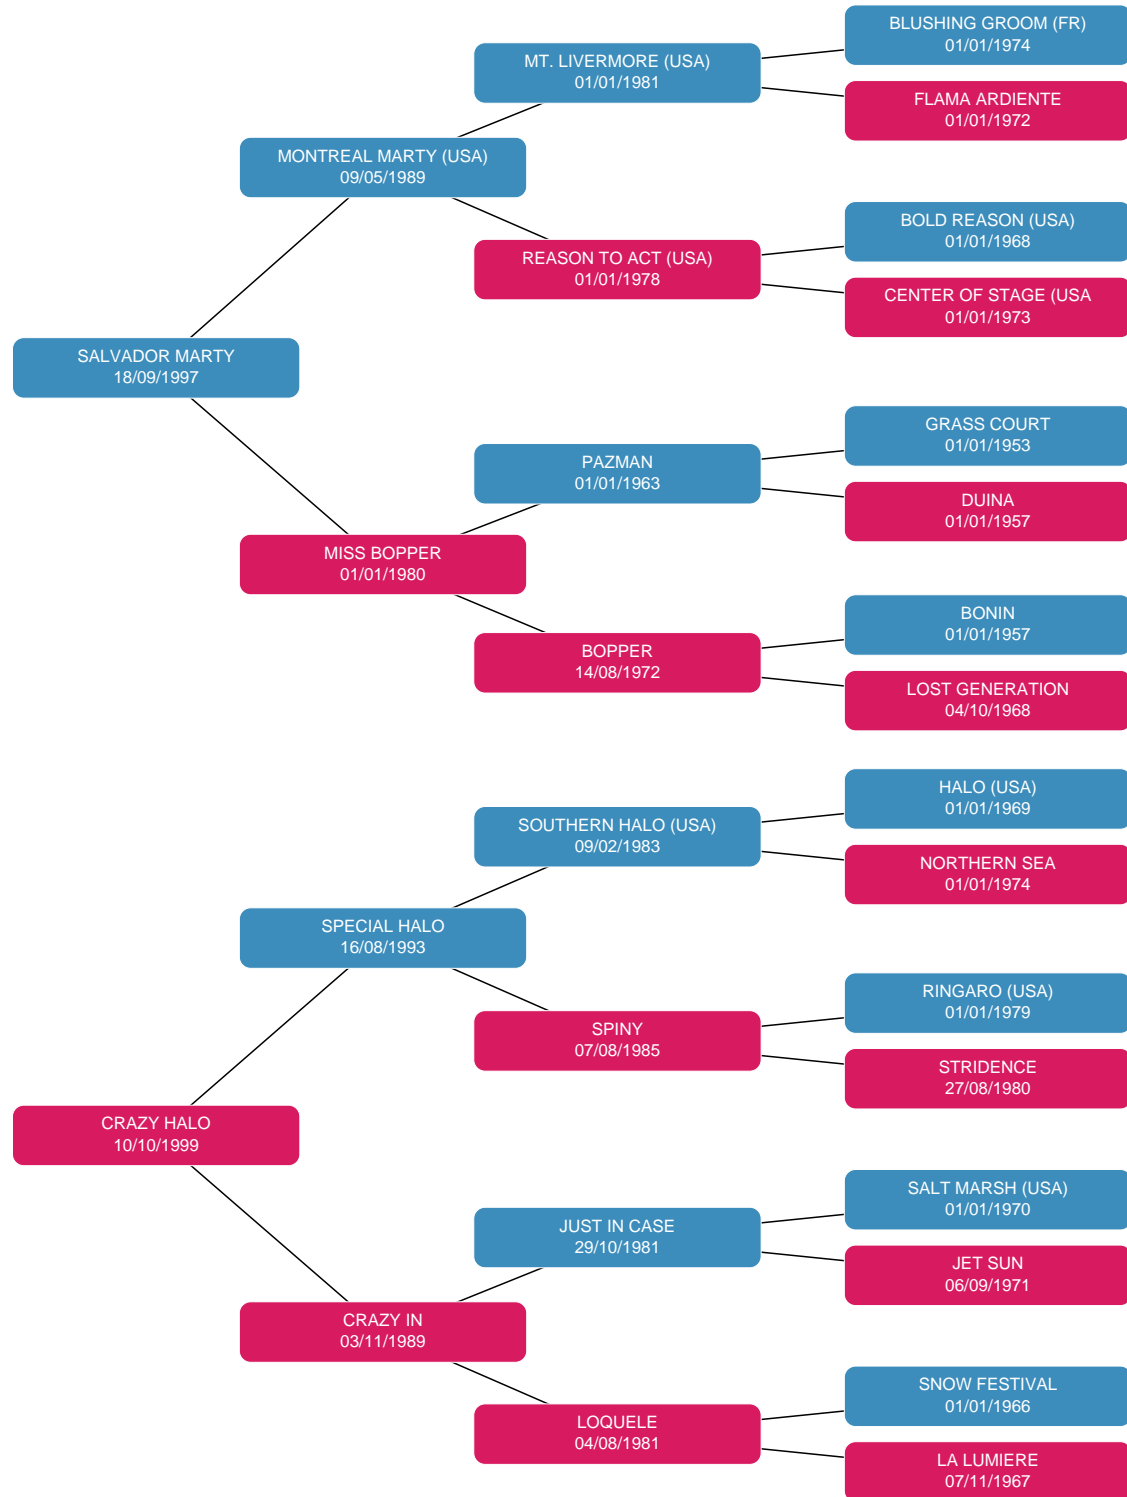 BLUSHING GROOM (FR)
01/01/1974
MT. LIVERMORE (USA)
01/01/1981
FLAMA ARDIENTE
01/01/1972
MONTREAL MARTY (USA)
09/05/1989
BOLD REASON (USA)
01/01/1968
REASON TO ACT (USA)
01/01/1978
CENTER OF STAGE (USA
01/01/1973
SALVADOR MARTY
18/09/1997
GRASS COURT
01/01/1953
PAZMAN
01/01/1963
DUINA
01/01/1957
MISS BOPPER
01/01/1980
BONIN
01/01/1957
BOPPER
14/08/1972
LOST GENERATION
04/10/1968
HALO (USA)
01/01/1969
SOUTHERN HALO (USA)
09/02/1983
NORTHERN SEA
01/01/1974
SPECIAL HALO
16/08/1993
RINGARO (USA)
01/01/1979
SPINY
07/08/1985
STRIDENCE
27/08/1980
CRAZY HALO
10/10/1999
SALT MARSH (USA)
01/01/1970
JUST IN CASE
29/10/1981
JET SUN
06/09/1971
CRAZY IN
03/11/1989
SNOW FESTIVAL
01/01/1966
LOQUELE
04/08/1981
LA LUMIERE
07/11/1967